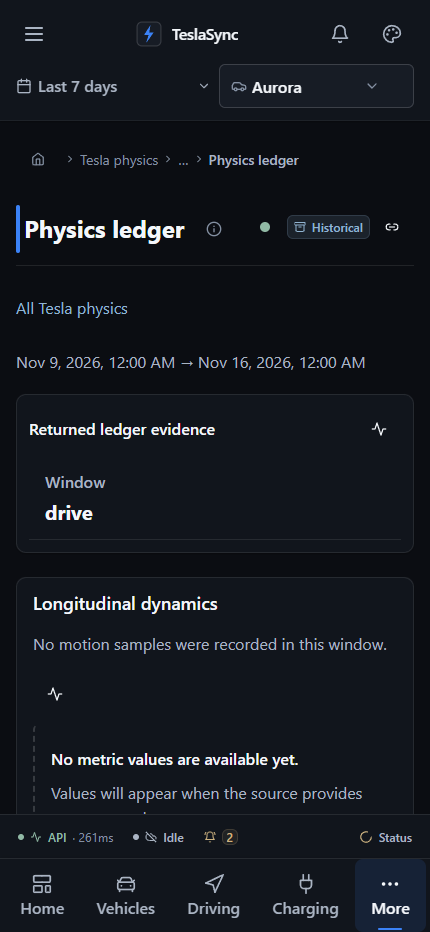 TeslaSync
Last 7 days
Aurora
Tesla physics
...
Physics ledger
Physics ledger
Historical
All Tesla physics
Nov 9, 2026, 12:00 AM → Nov 16, 2026, 12:00 AM
Returned ledger evidence
Window
drive
Longitudinal dynamics
No motion samples were recorded in this window.
No metric values are available yet.
Values will appear when the source provides
API · 261ms
Idle
2
Status
Home
Vehicles
Driving
Charging
More